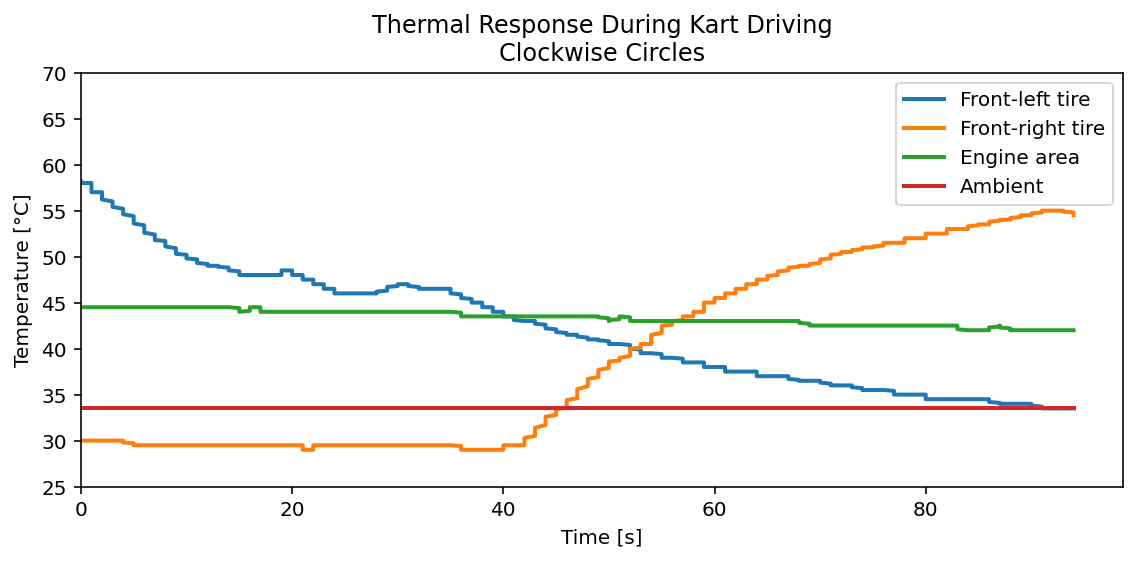 Thermal Response During Kart Driving
Clockwise Circles
Front-left tire
Front-right tire
Engine area
Ambient
Temperature [°C]
70
65
60
55
50
45
40
35
30
25
0 20 40 60 80
Time [s]